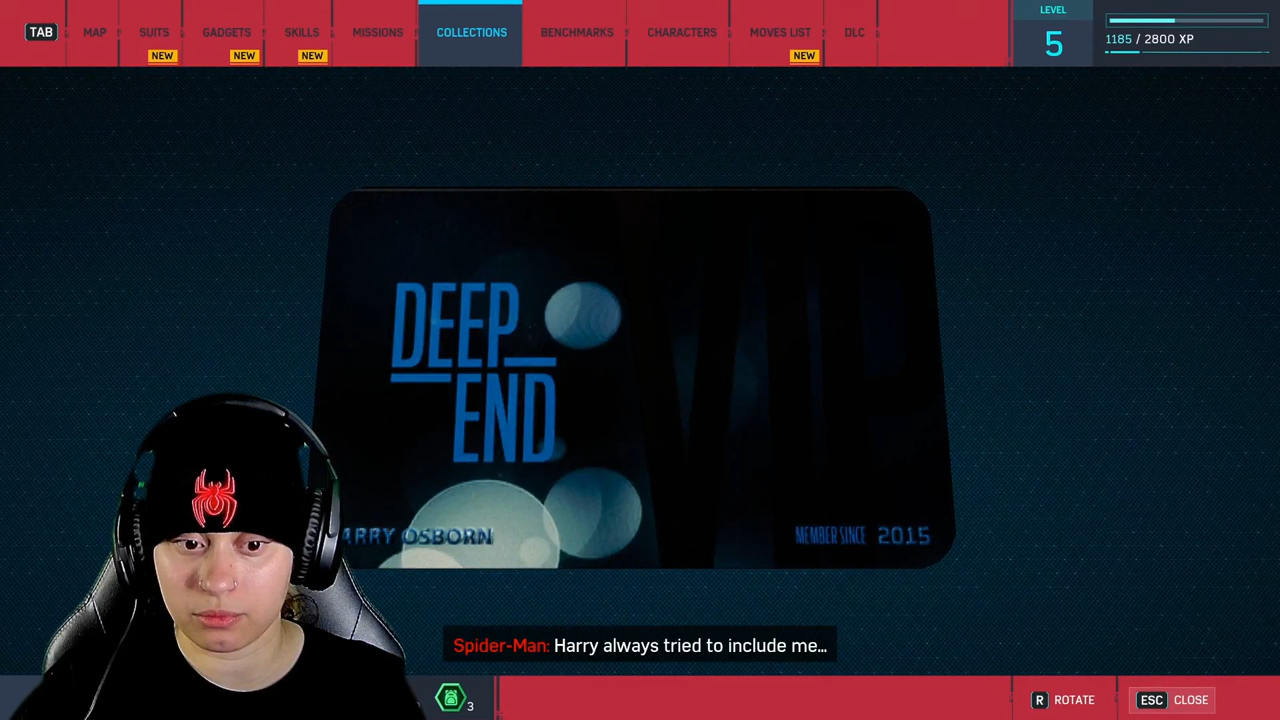 TAB
MAP
SUITS
GADGETS
SKILLS
MISSIONS
COLLECTIONS
BENCHMARKS
CHARACTERS
MOVES LIST
DLC
NEW
NEW
NEW
NEW
LEVEL
5
1185 / 2800 XP
DEEP_
END
VIP
ARRY OSBORN
MEMBER SINCE 2015
Spider-Man: Harry always tried to include me...
3
R ROTATE
ESC CLOSE